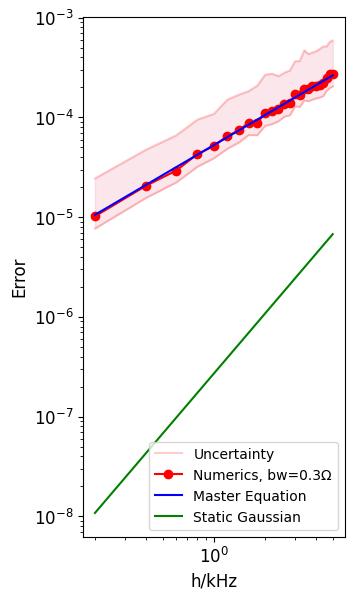 10⁻³
10⁻⁴
10⁻⁵
10⁻⁶
10⁻⁷
10⁻⁸
Error
Uncertainty
Numerics, bw=0.3Ω
Master Equation
Static Gaussian
10⁰
h/kHz